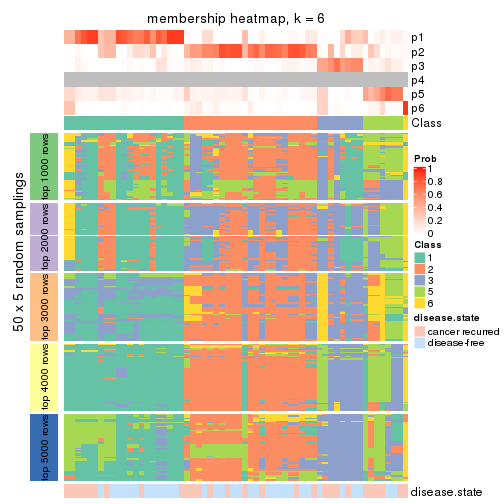 membership heatmap, k = 6
p1
p2
p3
p4
p5
p6
Class
50 x 5 random samplings
top 1000 rows
top 2000 rows
top 3000 rows
top 4000 rows
top 5000 rows
disease.state
Prob
1
0.8
0.6
0.4
0.2
0
Class
1
2
3
5
6
disease.state
cancer recurred
disease-free